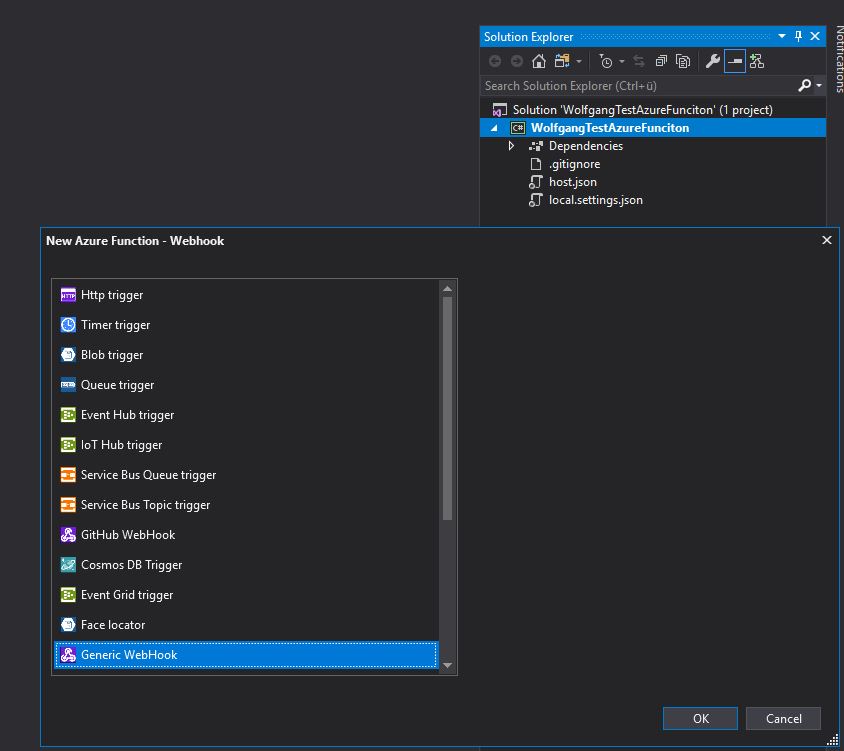 Solution Explorer
Notifications
Search Solution Explorer (Ctrl+ü)
Solution 'WolfgangTestAzureFunciton' (1 project)
C# WolfgangTestAzureFunciton
Dependencies
.gitignore
host.json
local.settings.json
New Azure Function - Webhook
HTTP Http trigger
Timer trigger
Blob trigger
Queue trigger
Event Hub trigger
IoT Hub trigger
Service Bus Queue trigger
Service Bus Topic trigger
GitHub WebHook
Cosmos DB Trigger
Event Grid trigger
Face locator
Generic WebHook
OK
Cancel